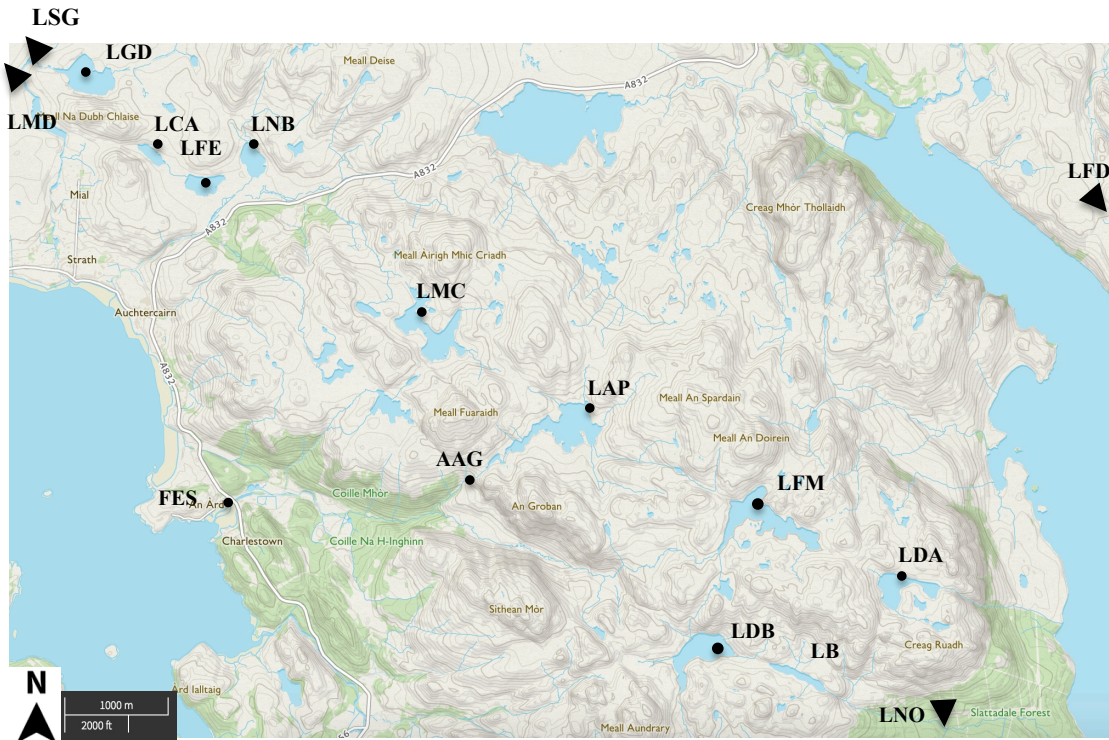 LSG
LGD
Meall Deise
A832
LMD
Na Dubh Chlaise
LCA
LNB
LFE
A832
LFD
Mial
Creag Mhòr Thollaidh
A832
Strath
Meall Àirigh Mhic Criadh
LMC
Auchtercairn
A832
LAP
Meall An Spardain
Meall Fuaraidh
Meall An Doirein
AAG
LFM
Coille Mhòr
FES
An Àrd
An Groban
Charlestown
Coille Na H-Inghinn
LDA
Sithean Mòr
LDB
LB
Creag Ruadh
N
Ard Ialltaig
1000 m
2000 ft
LNO
Slattadale Forest
Meall Aundrary